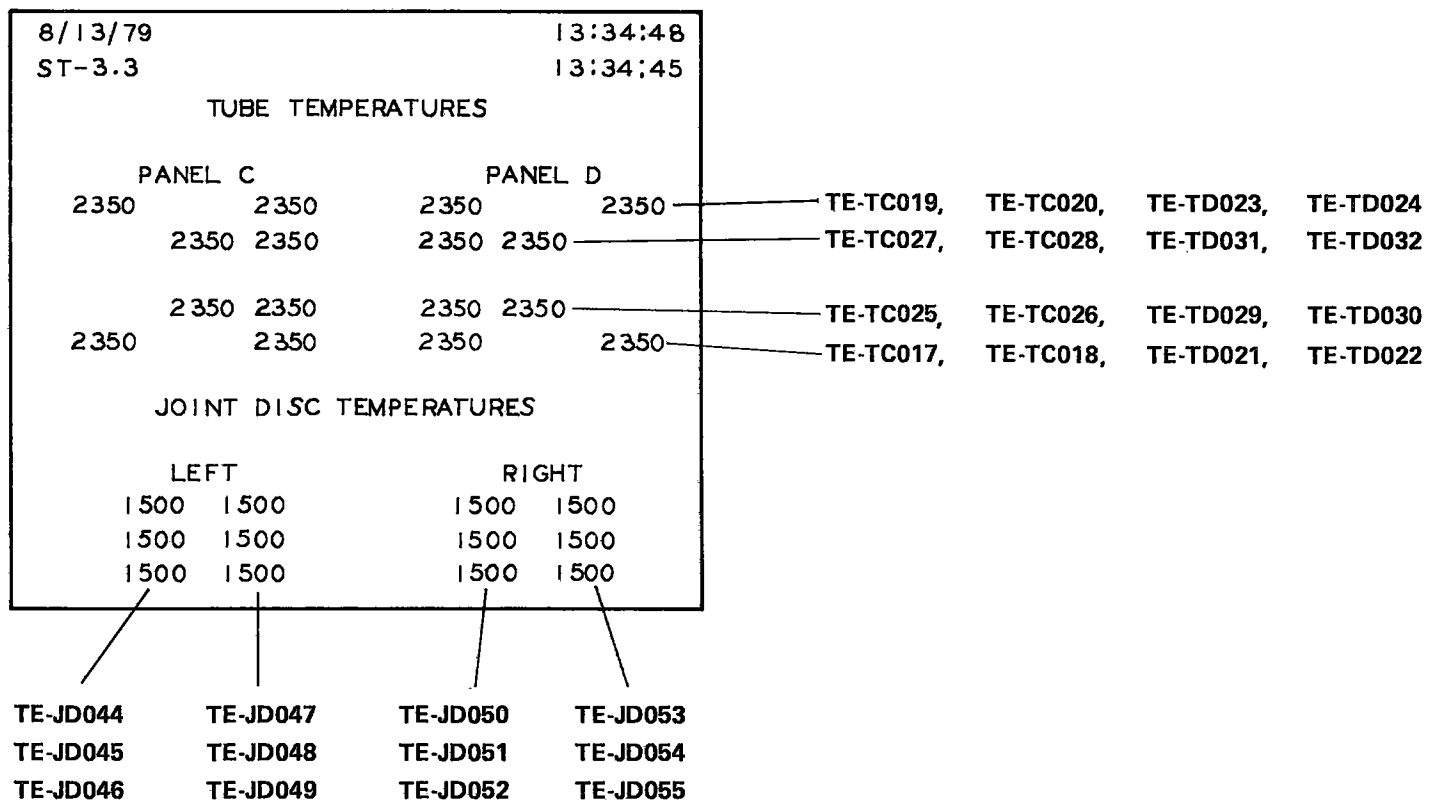 8/13/79 13:34:48
ST-3.3 13:34:45
TUBE TEMPERATURES
PANEL C PANEL D
2350 2350 2350 2350 TE-TC019, TE-TC020, TE-TD023, TE-TD024
2350 2350 2350 2350 TE-TC027, TE-TC028, TE-TD031, TE-TD032
2350 2350 2350 2350 TE-TC025, TE-TC026, TE-TD029, TE-TD030
2350 2350 2350 2350 TE-TC017, TE-TC018, TE-TD021, TE-TD022
JOINT DISC TEMPERATURES
LEFT RIGHT
1500 1500 1500 1500
1500 1500 1500 1500
1500 1500 1500 1500
TE-JD044 TE-JD047 TE-JD050 TE-JD053
TE-JD045 TE-JD048 TE-JD051 TE-JD054
TE-JD046 TE-JD049 TE-JD052 TE-JD055